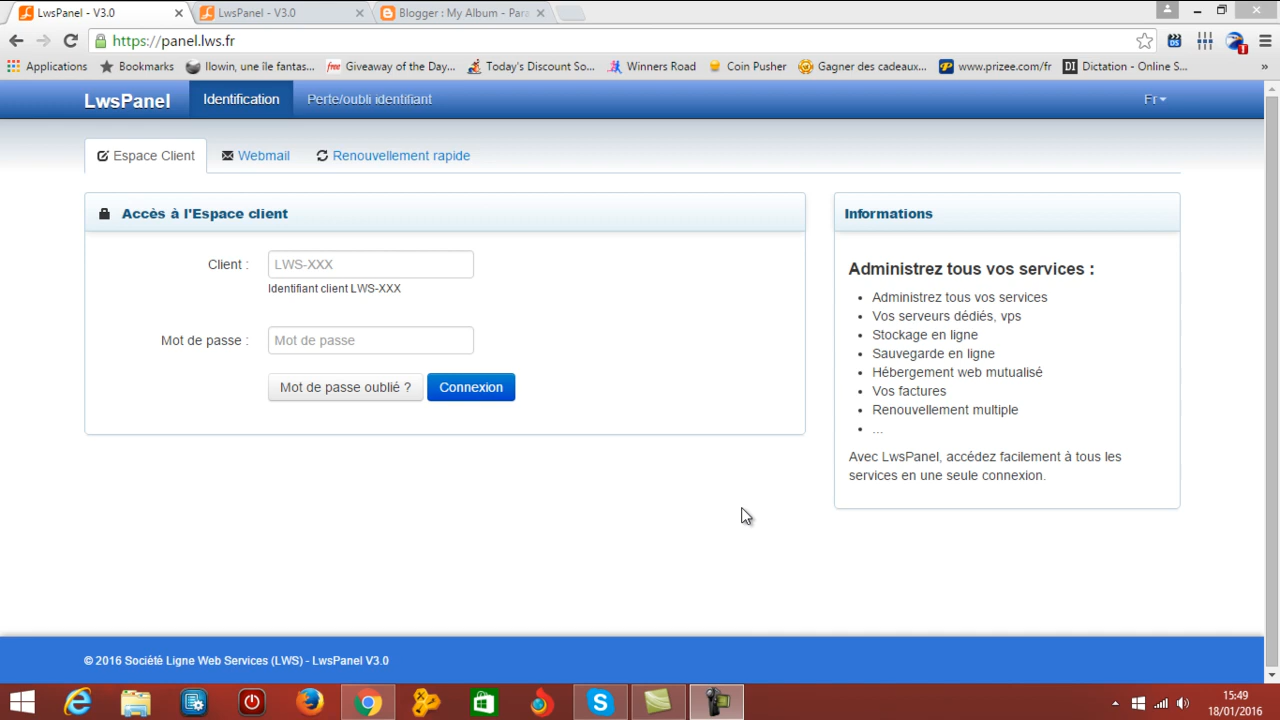 LwsPanel - V3.0
LwsPanel - V3.0
Blogger : My Album - Para
https://panel.lws.fr
Applications
Bookmarks
Ilowin, une île fantas...
free
Giveaway of the Day...
Today's Discount So...
Winners Road
Coin Pusher
Gagner des cadeaux...
www.prizee.com/fr
DI
Dictation - Online S...
»
LwsPanel
Identification
Perte/oubli identifiant
Fr
Espace Client
Webmail
Renouvellement rapide
Accès à l'Espace client
Client :
LWS-XXX
Identifiant client LWS-XXX
Mot de passe :
Mot de passe
Mot de passe oublié ?
Connexion
Informations
Administrez tous vos services :
• Administrez tous vos services
• Vos serveurs dédiés, vps
• Stockage en ligne
• Sauvegarde en ligne
• Hébergement web mutualisé
• Vos factures
• Renouvellement multiple
• ...
Avec LwsPanel, accédez facilement à tous les
services en une seule connexion.
© 2016 Société Ligne Web Services (LWS) - LwsPanel V3.0
15:49
18/01/2016